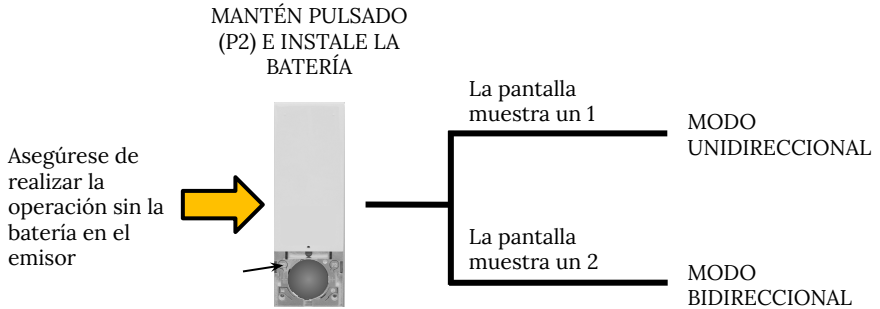 MANTÉN PULSADO
(P2) E INSTALE LA
BATERÍA
Asegúrese de
realizar la
operación sin la
batería en el
emisor
La pantalla
muestra un 1
MODO
UNIDIRECCIONAL
La pantalla
muestra un 2
MODO
BIDIRECCIONAL